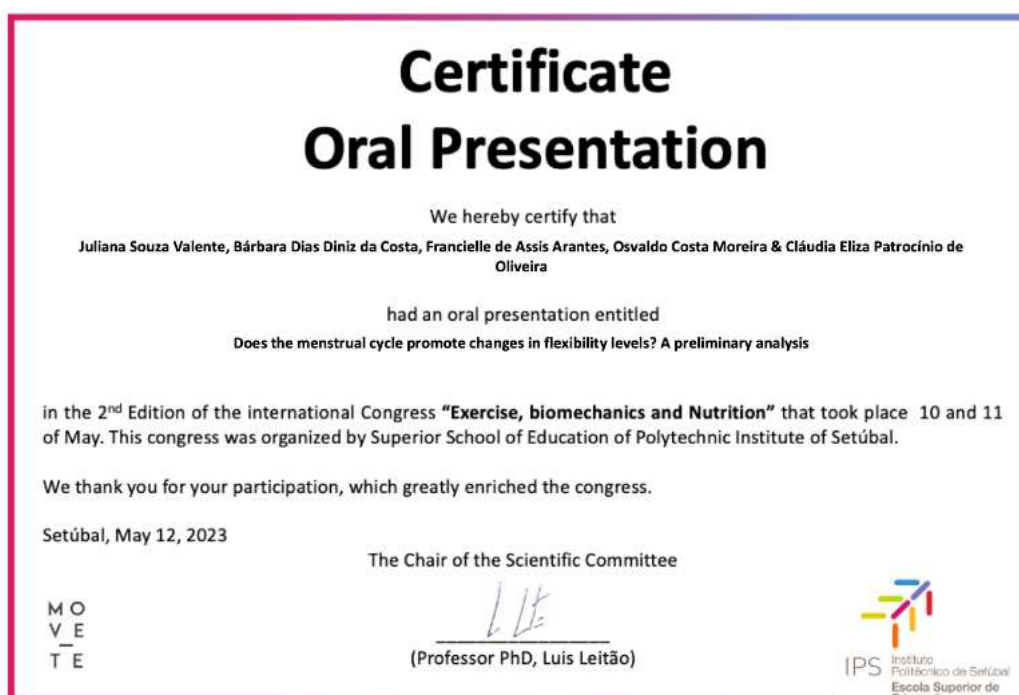 Certificate
Oral Presentation
We hereby certify that
Juliana Souza Valente, Bárbara Dias Diniz da Costa, Francielle de Assis Arantes, Osvaldo Costa Moreira & Cláudia Eliza Patrocínio de
Oliveira
had an oral presentation entitled
Does the menstrual cycle promote changes in flexibility levels? A preliminary analysis
in the 2nd Edition of the international Congress “Exercise, biomechanics and Nutrition” that took place 10 and 11
of May. This congress was organized by Superior School of Education of Polytechnic Institute of Setúbal.
We thank you for your participation, which greatly enriched the congress.
Setúbal, May 12, 2023
The Chair of the Scientific Committee
(Professor PhD, Luis Leitão)
M O
V E
T E
IPS Instituto
Politécnico de Setúbal
Escola Superior de